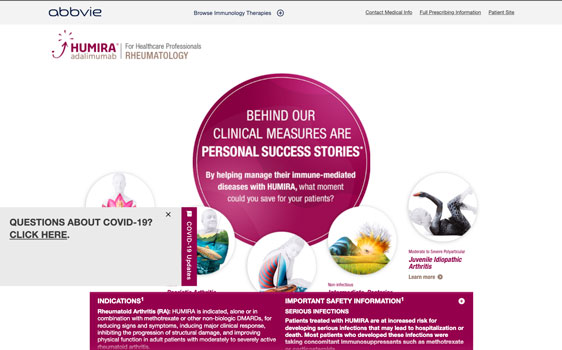 abbvie
Browse Immunology Therapies
Contact Medical Info
Full Prescribing Information
Patient Site
HUMIRA®
adalimumab
For Healthcare Professionals
RHEUMATOLOGY
BEHIND OUR
CLINICAL MEASURES ARE
PERSONAL SUCCESS STORIES*
By helping manage their immune-mediated
diseases with HUMIRA, what moment
could you save for your patients?
QUESTIONS ABOUT COVID-19?
CLICK HERE.
COVID-19 Updates
Moderate to Severe Polyarticular
Juvenile Idiopathic
Arthritis
Learn more
Non-infectious
Intermediate, Posterior
Psoriatic Arthritis
INDICATIONS¹
Rheumatoid Arthritis (RA): HUMIRA is indicated, alone or in
combination with methotrexate or other non-biologic DMARDs, for
reducing signs and symptoms, inducing major clinical response,
inhibiting the progression of structural damage, and improving
physical function in adult patients with moderately to severely active
rheumatoid arthritis.
IMPORTANT SAFETY INFORMATION¹
SERIOUS INFECTIONS
Patients treated with HUMIRA are at increased risk for
developing serious infections that may lead to hospitalization or
death. Most patients who developed these infections were
taking concomitant immunosuppressants such as methotrexate
or corticosteroids.